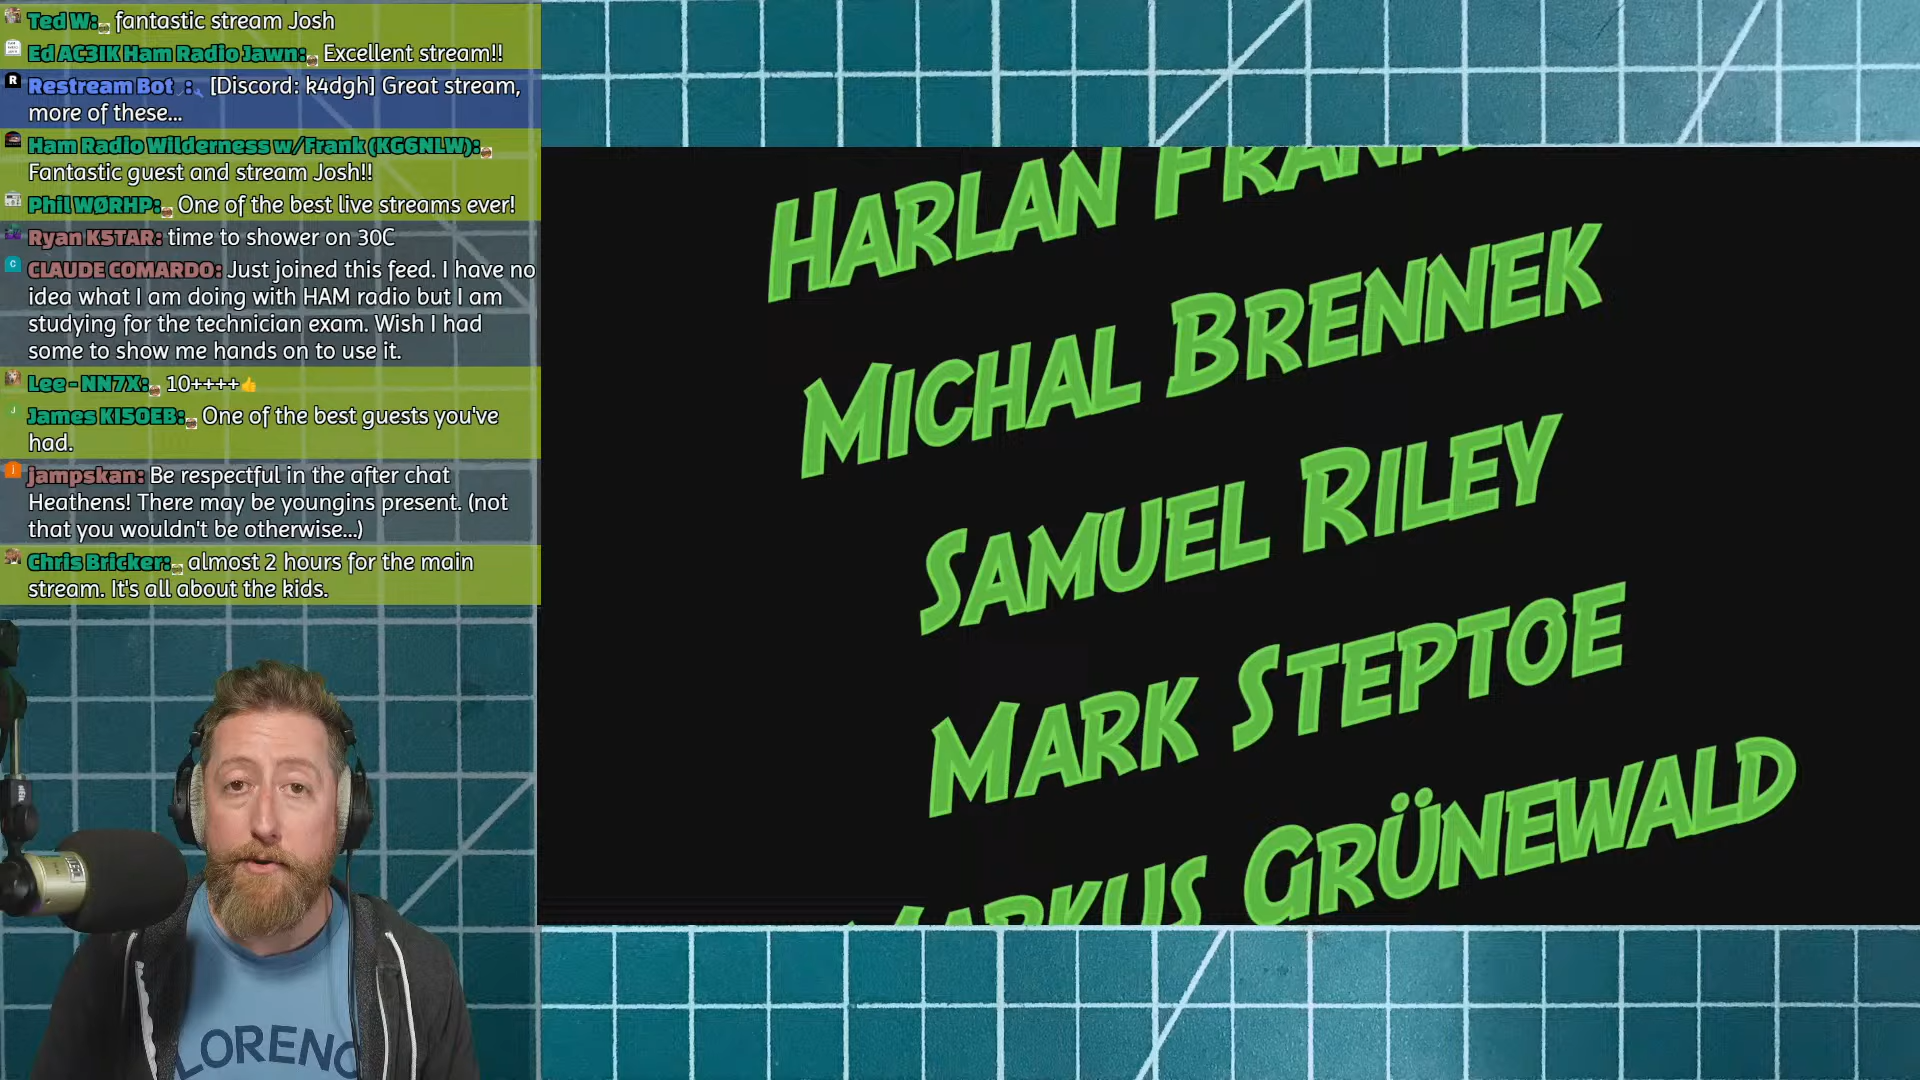 Ted W: fantastic stream Josh
Ed AC3IK Ham Radio Jawn: Excellent stream!!
Restream Bot : [Discord: k4dgh] Great stream,
more of these...
Ham Radio Wilderness w/Frank (KG6NLW):
Fantastic guest and stream Josh!!
Phil WØRHP: One of the best live streams ever!
Ryan K5TAR: time to shower on 30C
CLAUDE COMARDO: Just joined this feed. I have no
idea what I am doing with HAM radio but I am
studying for the technician exam. Wish I had
some to show me hands on to use it.
Lee - NN7X: 10++++👍
James KI5OEB: One of the best guests you've
had.
jampskan: Be respectful in the after chat
Heathens! There may be youngins present. (not
that you wouldn't be otherwise...)
Chris Bricker: almost 2 hours for the main
stream. It's all about the kids.
HARLAN
MICHAL BRENNEK
SAMUEL RILEY
MARK STEPTOE
MARKUS GRÜNEWALD
LORENC